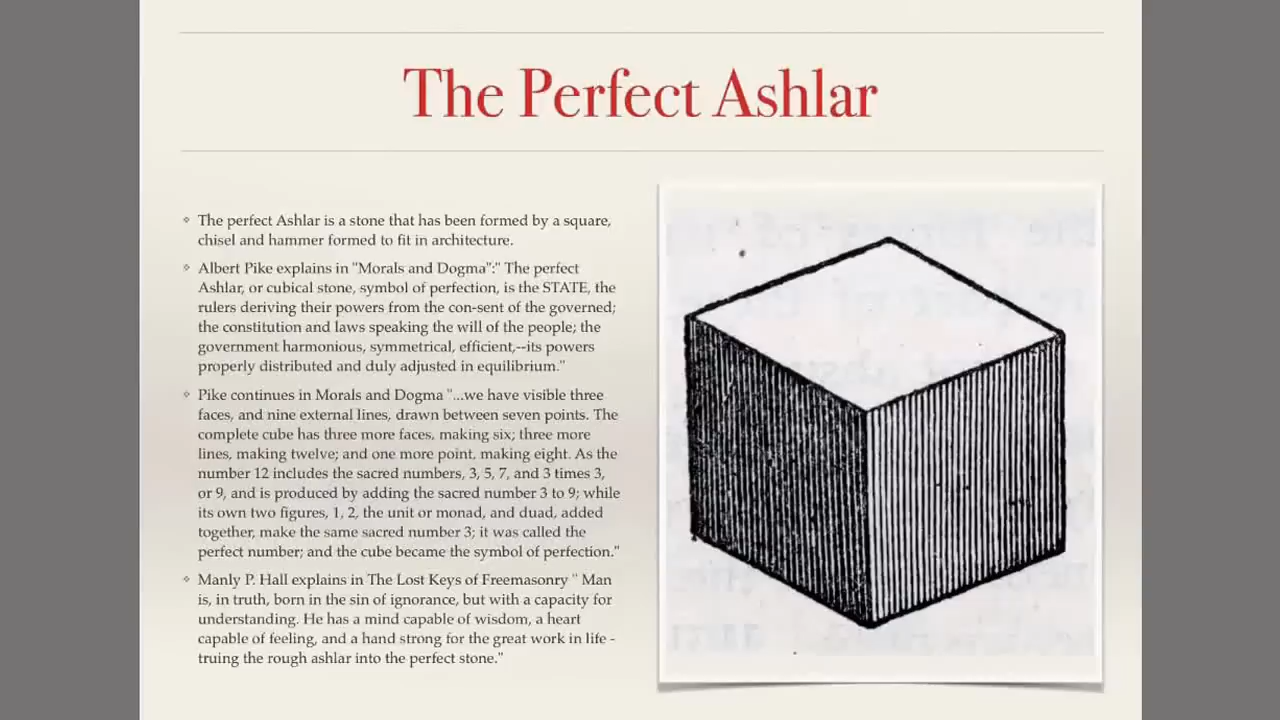 The Perfect Ashlar
The perfect Ashlar is a stone that has been formed by a square,
chisel and hammer formed to fit in architecture.
Albert Pike explains in "Morals and Dogma":" The perfect
Ashlar, or cubical stone, symbol of perfection, is the STATE, the
rulers deriving their powers from the con-sent of the governed;
the constitution and laws speaking the will of the people; the
government harmonious, symmetrical, efficient,--its powers
properly distributed and duly adjusted in equilibrium."
Pike continues in Morals and Dogma "...we have visible three
faces, and nine external lines, drawn between seven points. The
complete cube has three more faces, making six; three more
lines, making twelve; and one more point, making eight. As the
number 12 includes the sacred numbers, 3, 5, 7, and 3 times 3,
or 9, and is produced by adding the sacred number 3 to 9; while
its own two figures, 1, 2, the unit or monad, and duad, added
together, make the same sacred number 3; it was called the
perfect number; and the cube became the symbol of perfection."
Manly P. Hall explains in The Lost Keys of Freemasonry " Man
is, in truth, born in the sin of ignorance, but with a capacity for
understanding. He has a mind capable of wisdom, a heart
capable of feeling, and a hand strong for the great work in life -
truing the rough ashlar into the perfect stone."